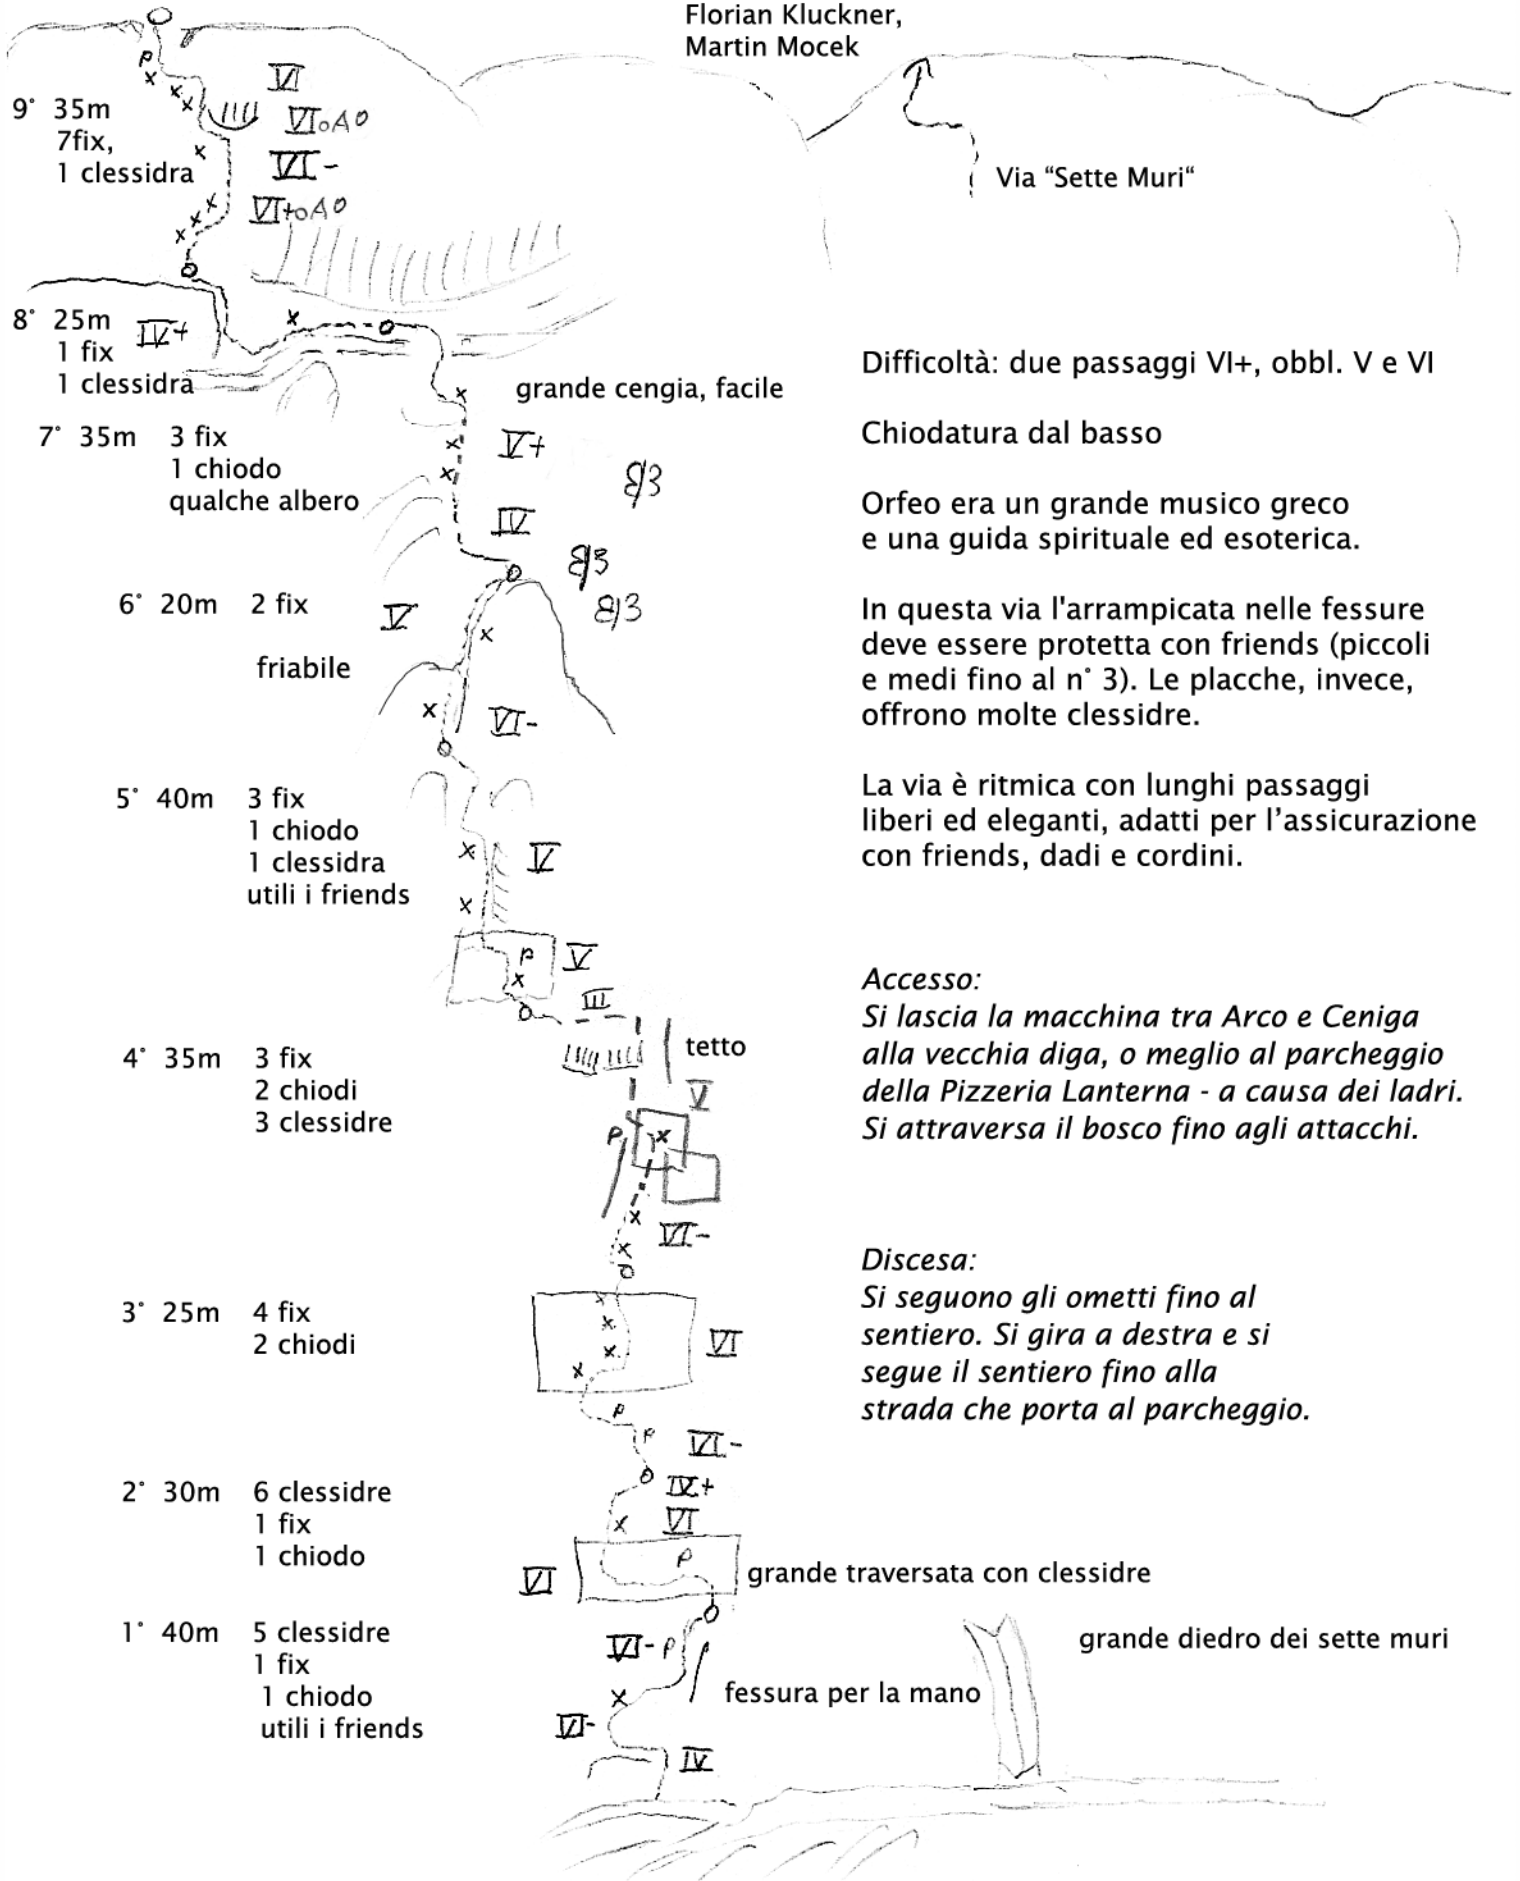 Florian Kluckner,
Martin Mocek
P
VI
9° 35m
7fix,
1 clessidra
VIoA0
VI-
VI+oA0
Via “Sette Muri“
8° 25m
1 fix
1 clessidra
IV+
grande cengia, facile
7° 35m 3 fix
1 chiodo
qualche albero
V+
IV
6° 20m 2 fix
V
friabile
VI-
5° 40m 3 fix
1 chiodo
1 clessidra
utili i friends
V
P
V
III
tetto
4° 35m 3 fix
2 chiodi
3 clessidre
V
P
VI-
3° 25m 4 fix
2 chiodi
VI
P
P
VI-
2° 30m 6 clessidre
1 fix
1 chiodo
IV+
VI
P
VI
grande traversata con clessidre
1° 40m 5 clessidre
1 fix
1 chiodo
utili i friends
VI- P
fessura per la mano
VI-
IV
grande diedro dei sette muri
Difficoltà: due passaggi VI+, obbl. V e VI
Chiodatura dal basso
Orfeo era un grande musico greco
e una guida spirituale ed esoterica.
In questa via l'arrampicata nelle fessure
deve essere protetta con friends (piccoli
e medi fino al n° 3). Le placche, invece,
offrono molte clessidre.
La via è ritmica con lunghi passaggi
liberi ed eleganti, adatti per l’assicurazione
con friends, dadi e cordini.
Accesso:
Si lascia la macchina tra Arco e Ceniga
alla vecchia diga, o meglio al parcheggio
della Pizzeria Lanterna - a causa dei ladri.
Si attraversa il bosco fino agli attacchi.
Discesa:
Si seguono gli ometti fino al
sentiero. Si gira a destra e si
segue il sentiero fino alla
strada che porta al parcheggio.